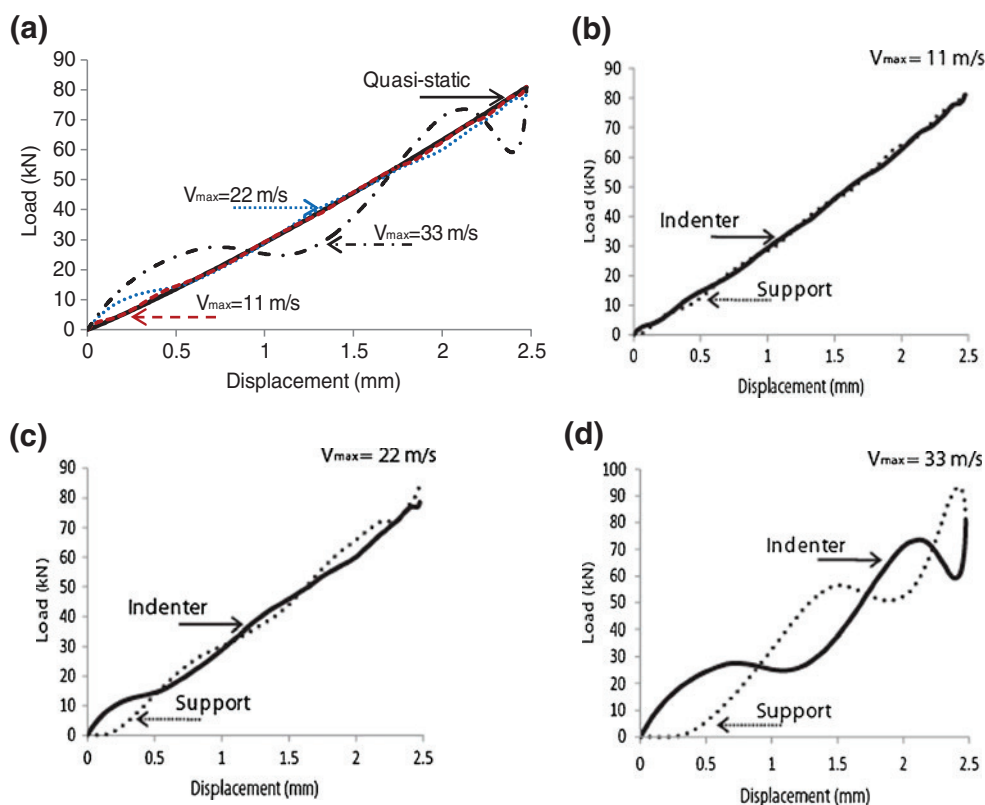 (a)
90
80
70
60
50
40
30
20
10
0
Load (kN)
Quasi-static
Vmax=22 m/s
Vmax=33 m/s
Vmax=11 m/s
0
0.5
1
1.5
2
2.5
Displacement (mm)
(b)
Vmax= 11 m/s
90
80
70
60
50
40
30
20
10
0
Load (kN)
Indenter
Support
0
0.5
1
1.5
2
2.5
Displacement (mm)
(c)
Vmax= 22 m/s
90
80
70
60
50
40
30
20
10
0
Load (kN)
Indenter
Support
0
0.5
1
1.5
2
2.5
Displacement (mm)
(d)
Vmax= 33 m/s
100
90
80
70
60
50
40
30
20
10
0
Load (kN)
Indenter
Support
0
0.5
1
1.5
2
2.5
Displacement (mm)